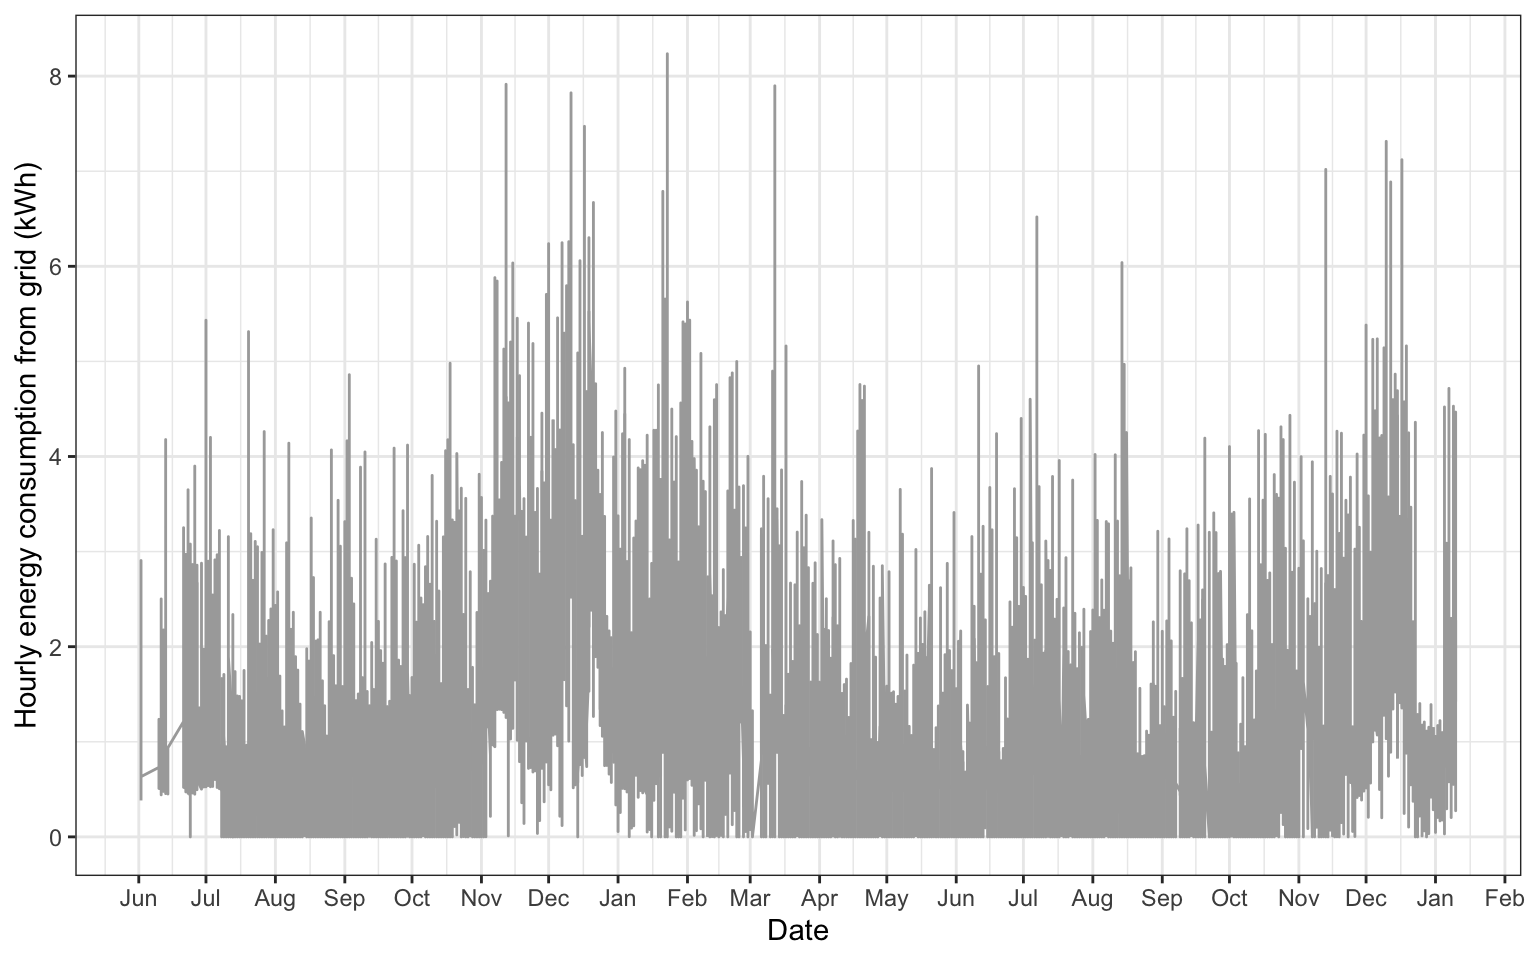 Hourly energy consumption from grid (kWh)
8
6
4
2
0
Jun Jul Aug Sep Oct Nov Dec Jan Feb Mar Apr May Jun Jul Aug Sep Oct Nov Dec Jan Feb
Date